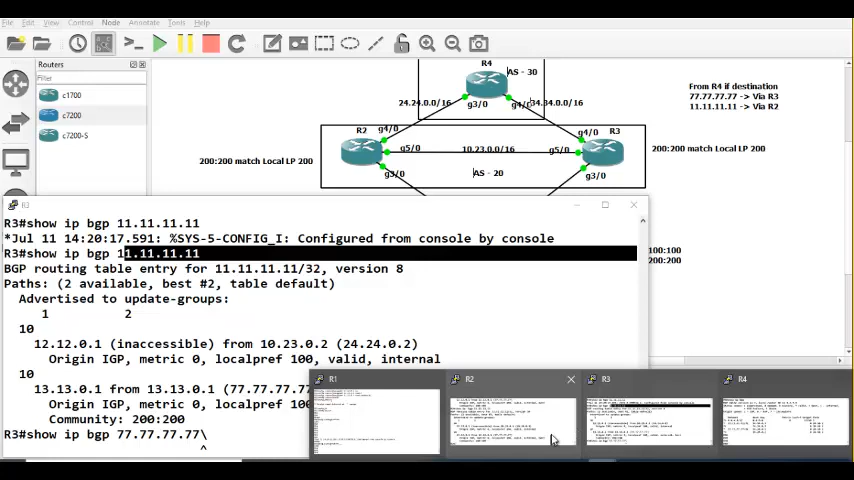 File Edit View Control Node Annotate Tools Help
Routers
Filter
c1700
c7200
c7200-S
R4
AS - 30
24.24.0.0/16
g3/0
g4/0
34.34.0.0/16
R2
g4/0
g4/0
R3
200:200 match Local LP 200
g5/0
10.23.0.0/16
g5/0
200:200 match Local LP 200
g3/0
AS - 20
g3/0
From R4 if destination
77.77.77.77 -> Via R3
11.11.11.11 -> Via R2
100:100
200:200
R3
R3#show ip bgp 11.11.11.11
*Jul 11 14:20:17.591: %SYS-5-CONFIG_I: Configured from console by console
R3#show ip bgp 11.11.11.11
BGP routing table entry for 11.11.11.11/32, version 8
Paths: (2 available, best #2, table default)
Advertised to update-groups:
1 2
10
12.12.0.1 (inaccessible) from 10.23.0.2 (24.24.0.2)
Origin IGP, metric 0, localpref 100, valid, internal
10
13.13.0.1 from 13.13.0.1 (77.77.77.7
Origin IGP, metric 0, localpref 100,
Community: 200:200
R3#show ip bgp 77.77.77.77\
^
R1
R2
R3
R4